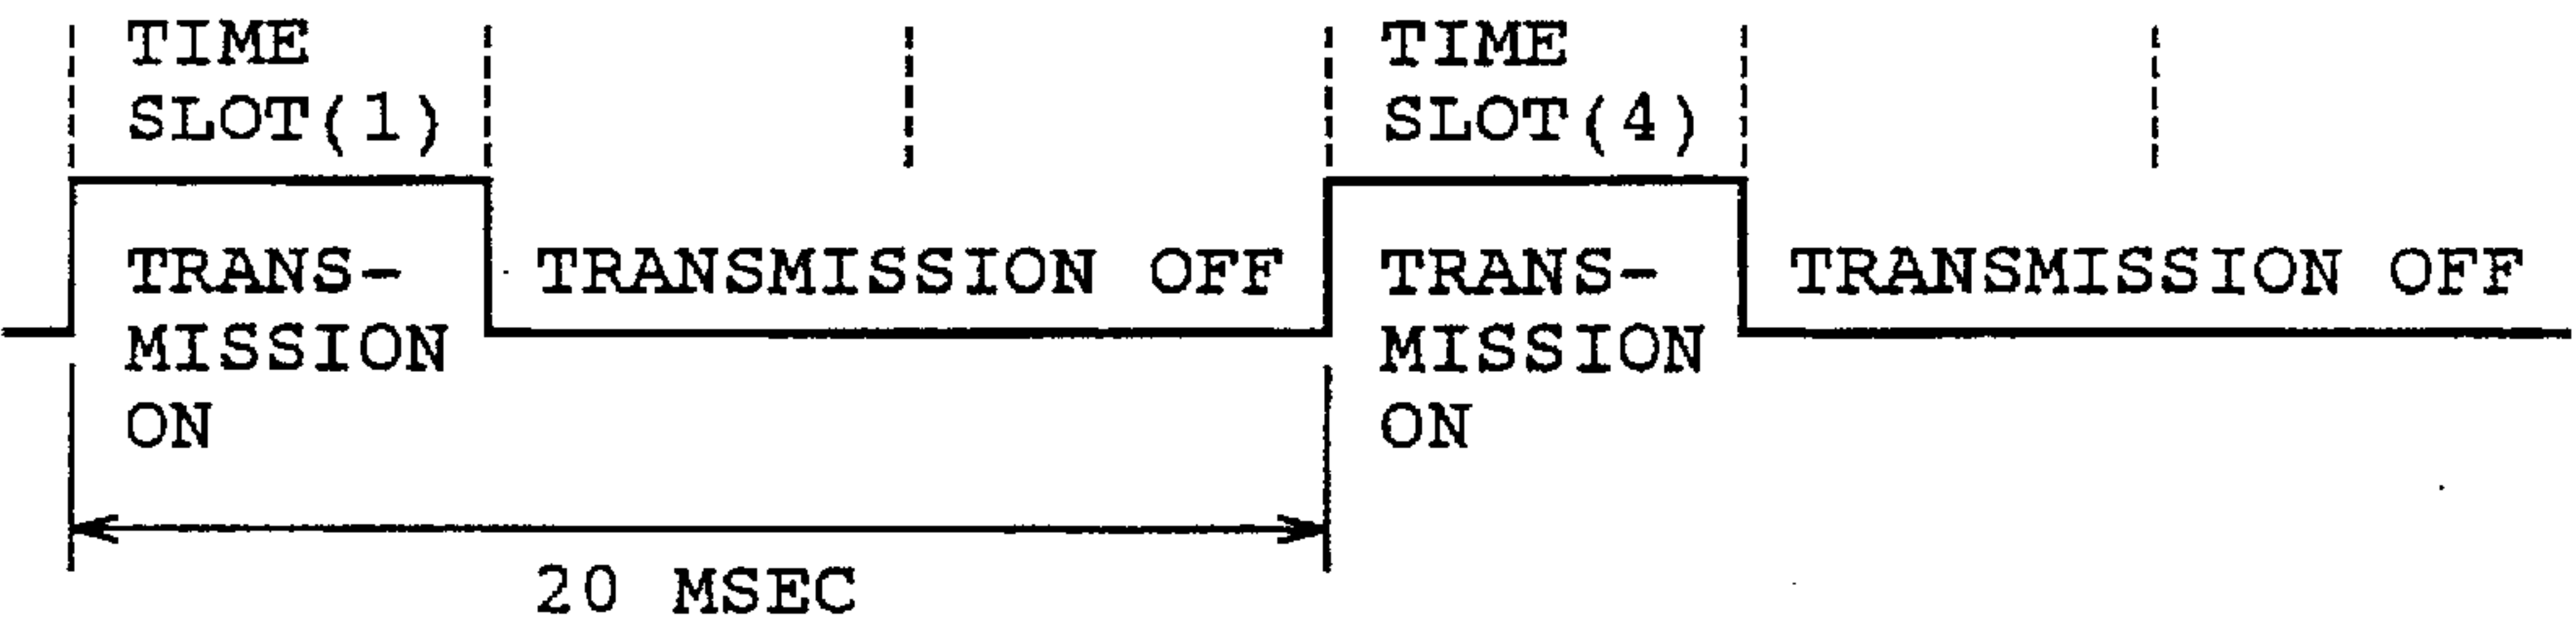 TIME
SLOT(1)
TIME
SLOT(4)
TRANS-
MISSION
ON
TRANSMISSION OFF
TRANS-
MISSION
ON
TRANSMISSION OFF
20 MSEC